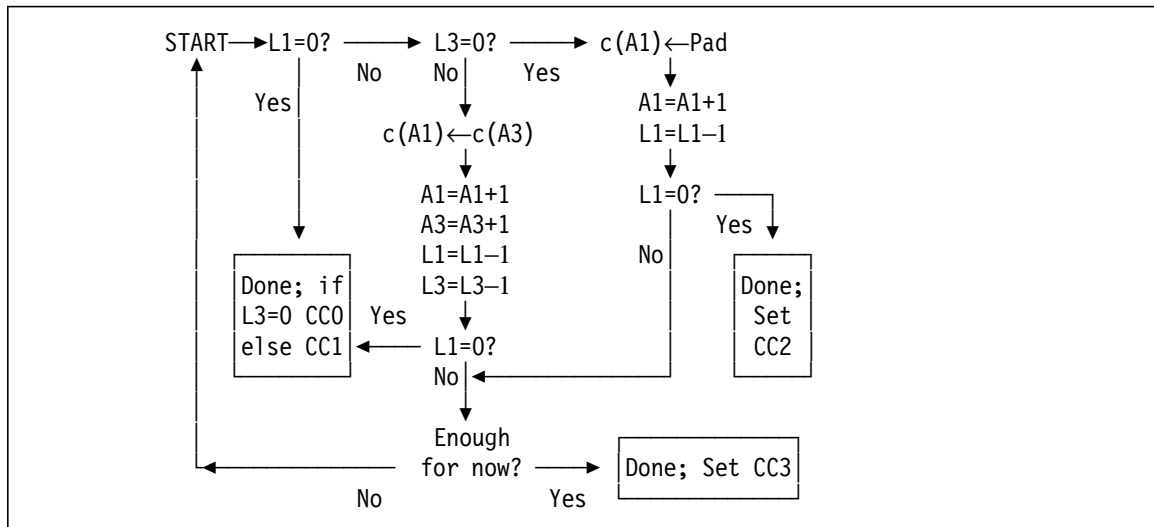 START→L1=0? → L3=0? → c(A1)←Pad
No No Yes
Yes
A1=A1+1
L1=L1–1
c(A1)←c(A3)
A1=A1+1
A3=A3+1
L1=L1–1
L3=L3–1
L1=0?
Yes
No
Done; if
L3=0 CC0
else CC1
Yes
L1=0?
No
Done;
Set
CC2
Enough
for now?
No Yes
Done; Set CC3